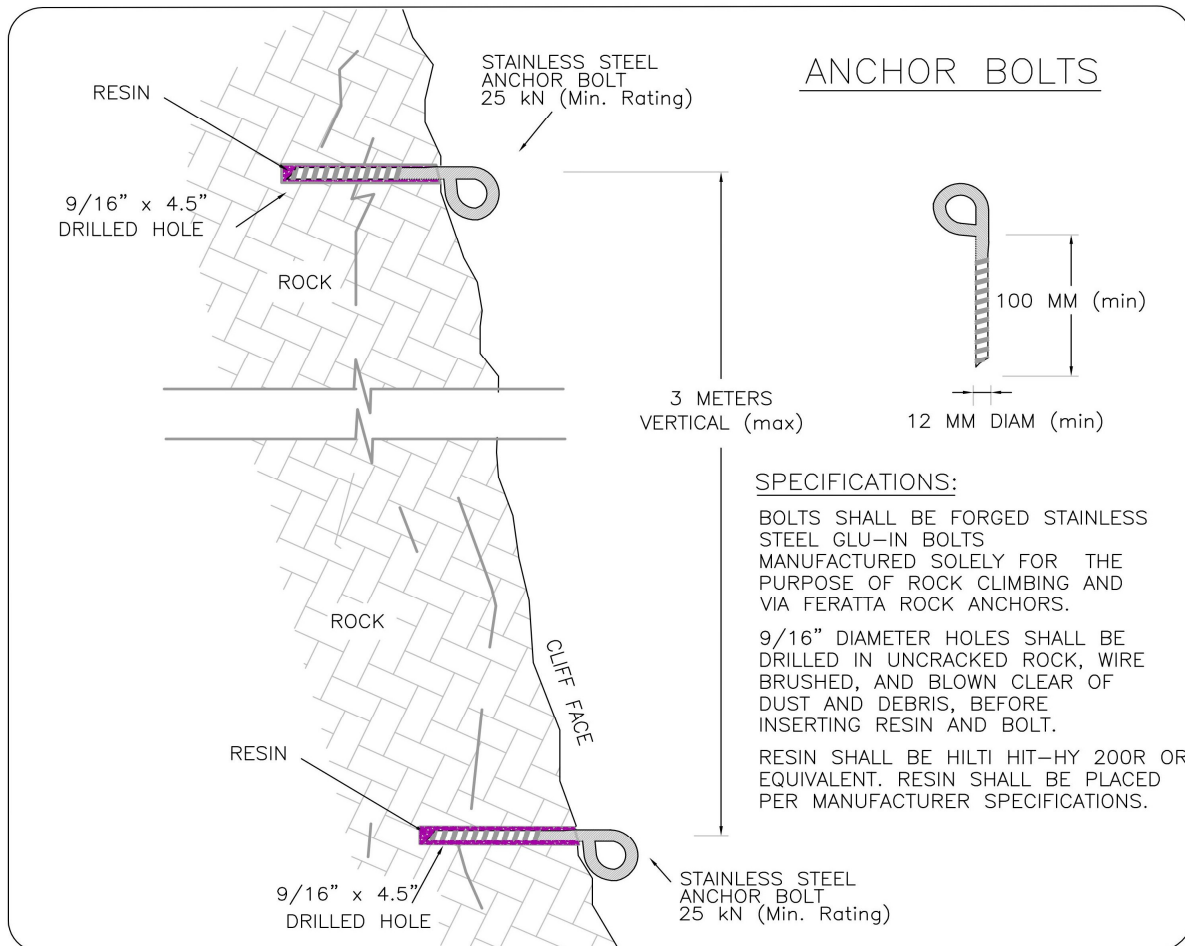 ANCHOR BOLTS
STAINLESS STEEL
ANCHOR BOLT
25 kN (Min. Rating)
RESIN
9/16" x 4.5"
DRILLED HOLE
ROCK
100 MM (min)
12 MM DIAM (min)
3 METERS
VERTICAL (max)
SPECIFICATIONS:
BOLTS SHALL BE FORGED STAINLESS
STEEL GLU-IN BOLTS
MANUFACTURED SOLELY FOR THE
PURPOSE OF ROCK CLIMBING AND
VIA FERATTA ROCK ANCHORS.
9/16" DIAMETER HOLES SHALL BE
DRILLED IN UNCRACKED ROCK, WIRE
BRUSHED, AND BLOWN CLEAR OF
DUST AND DEBRIS, BEFORE
INSERTING RESIN AND BOLT.
RESIN SHALL BE HILTI HIT-HY 200R OR
EQUIVALENT. RESIN SHALL BE PLACED
PER MANUFACTURER SPECIFICATIONS.
ROCK
CLIFF FACE
RESIN
9/16" x 4.5"
DRILLED HOLE
STAINLESS STEEL
ANCHOR BOLT
25 kN (Min. Rating)